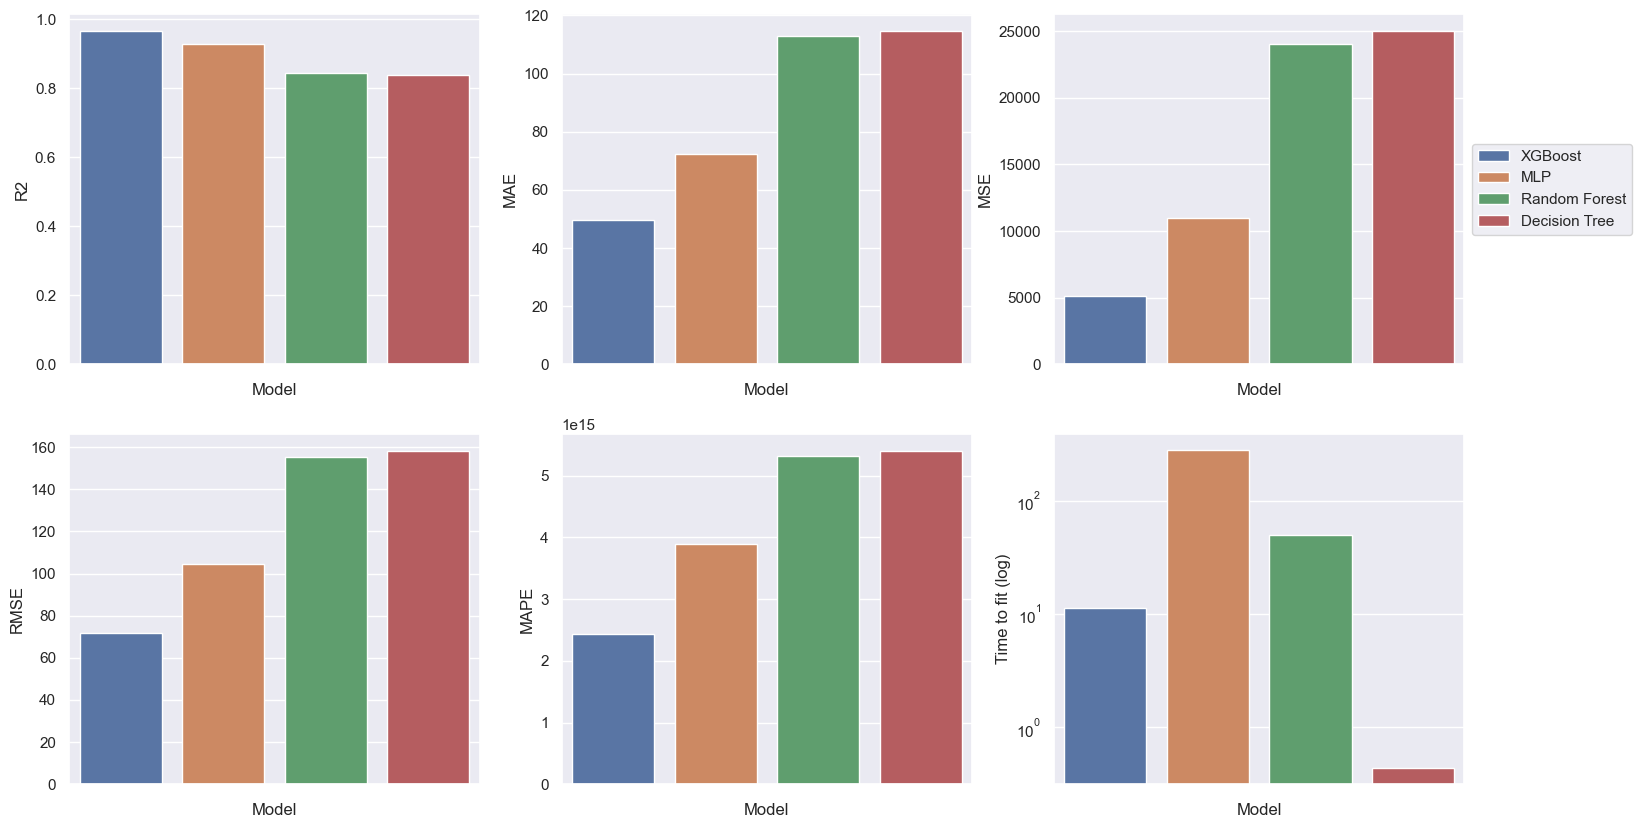 1.0
0.8
0.6
0.4
0.2
0.0
R2
Model
120
100
80
60
40
20
0
MAE
Model
25000
20000
15000
10000
5000
0
MSE
Model
XGBoost
MLP
Random Forest
Decision Tree
160
140
120
100
80
60
40
20
0
RMSE
Model
1e15
5
4
3
2
1
0
MAPE
Model
10²
10¹
10⁰
Time to fit (log)
Model